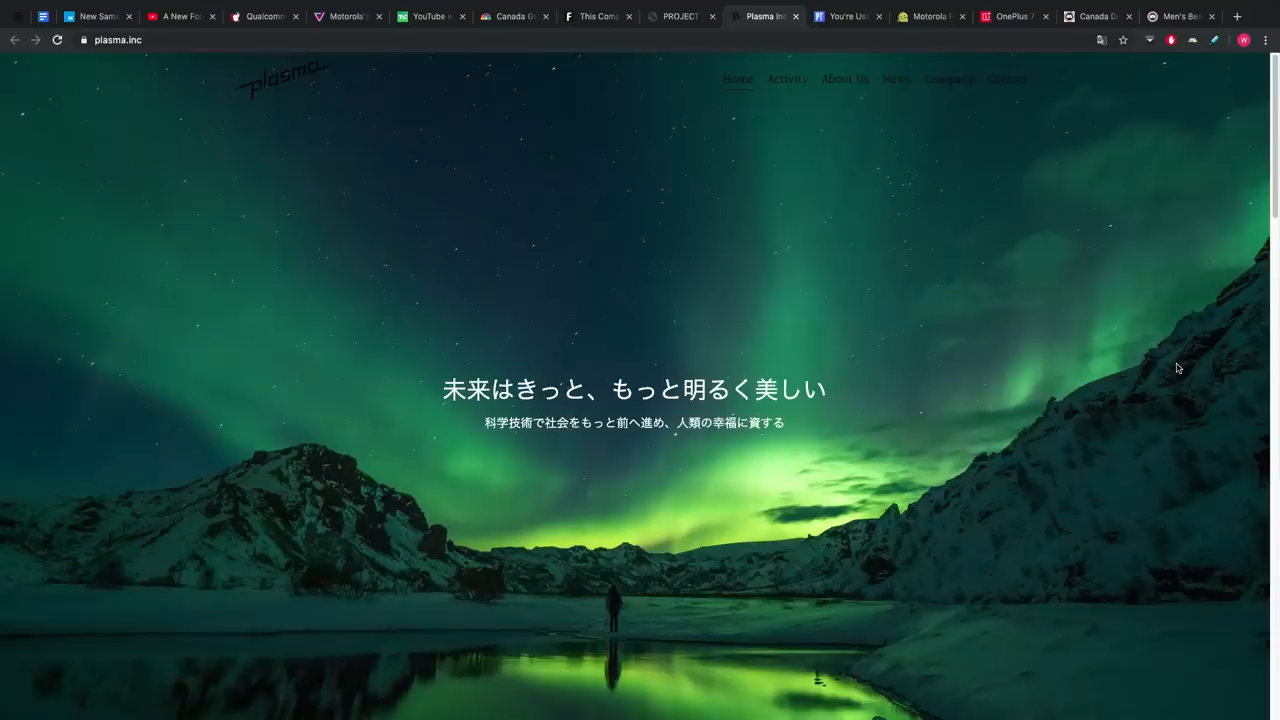 New Sams
A New For
Qualcomm
Motorola's
YouTube w
Canada G
This Comp
PROJECT
Plasma Inc
You're Usi
Motorola R
OnePlus 7
Canada D
Men's Be
plasma.inc
W
plasma
Home Activity About Us News Company Contact
未来はきっと、もっと明るく美しい
科学技術で社会をもっと前へ進め、人類の幸福に資する